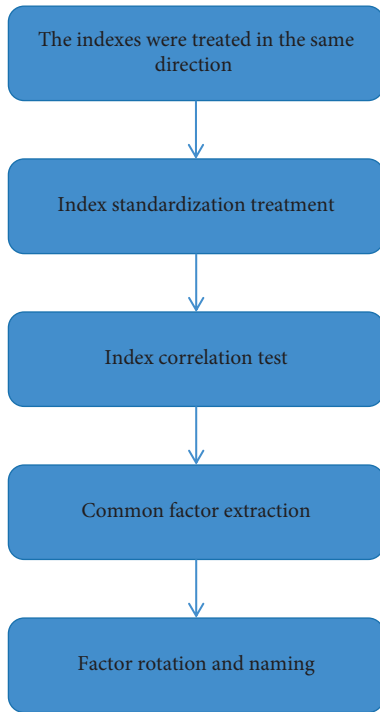 The indexes were treated in the same
direction
Index standardization treatment
Index correlation test
Common factor extraction
Factor rotation and naming